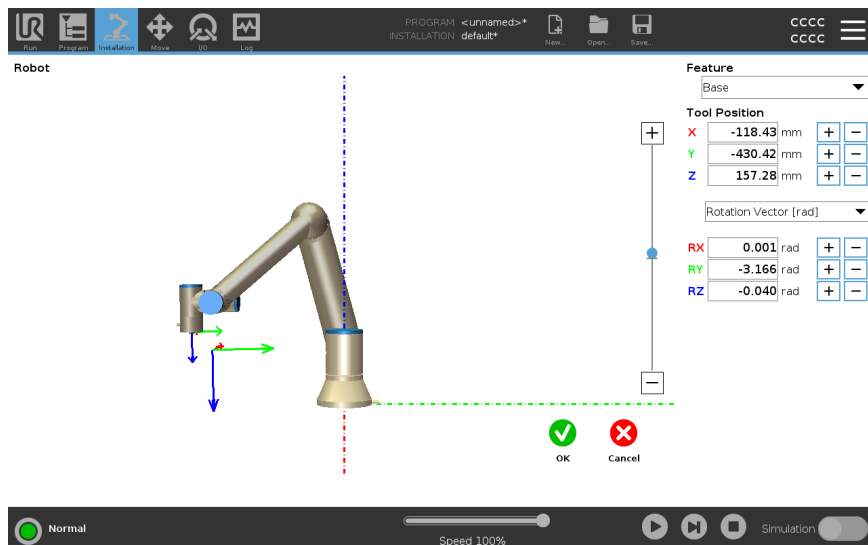 PROGRAM <unnamed>*
INSTALLATION default*
CCCC
CCCC
UR
Run
Program
Installation
Move
I/O
Log
New...
Open...
Save...
Robot
Feature
Base
Tool Position
X -118.43 mm + −
Y -430.42 mm + −
Z 157.28 mm + −
Rotation Vector [rad]
RX 0.001 rad + −
RY -3.166 rad + −
RZ -0.040 rad + −
OK
Cancel
Normal
Speed 100%
Simulation